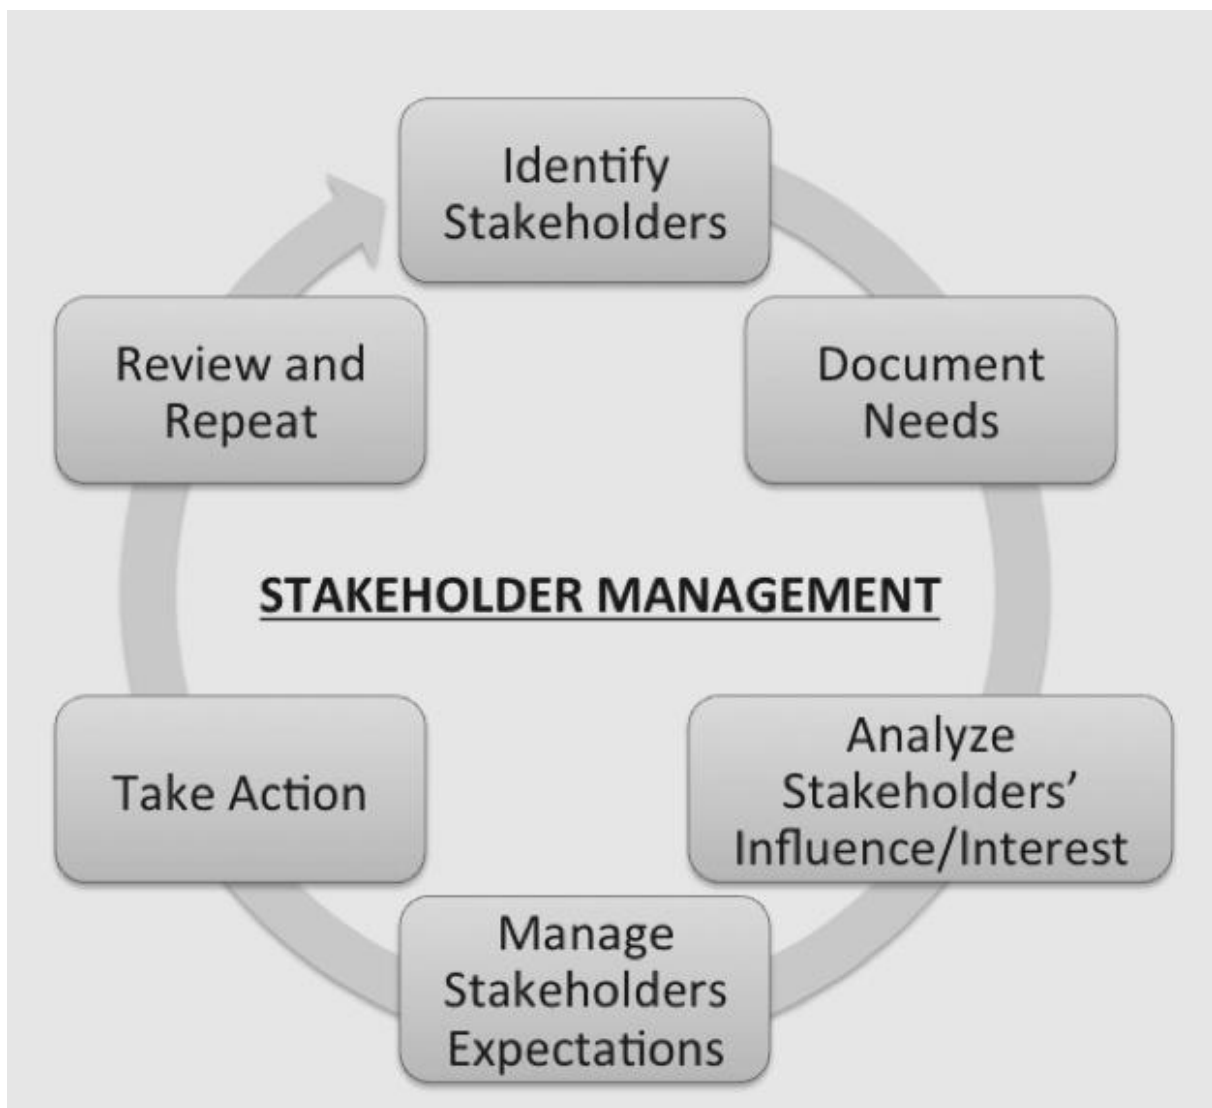 Identify
Stakeholders
Document
Needs
Analyze
Stakeholders’
Influence/Interest
Manage
Stakeholders
Expectations
Take Action
Review and
Repeat
STAKEHOLDER MANAGEMENT